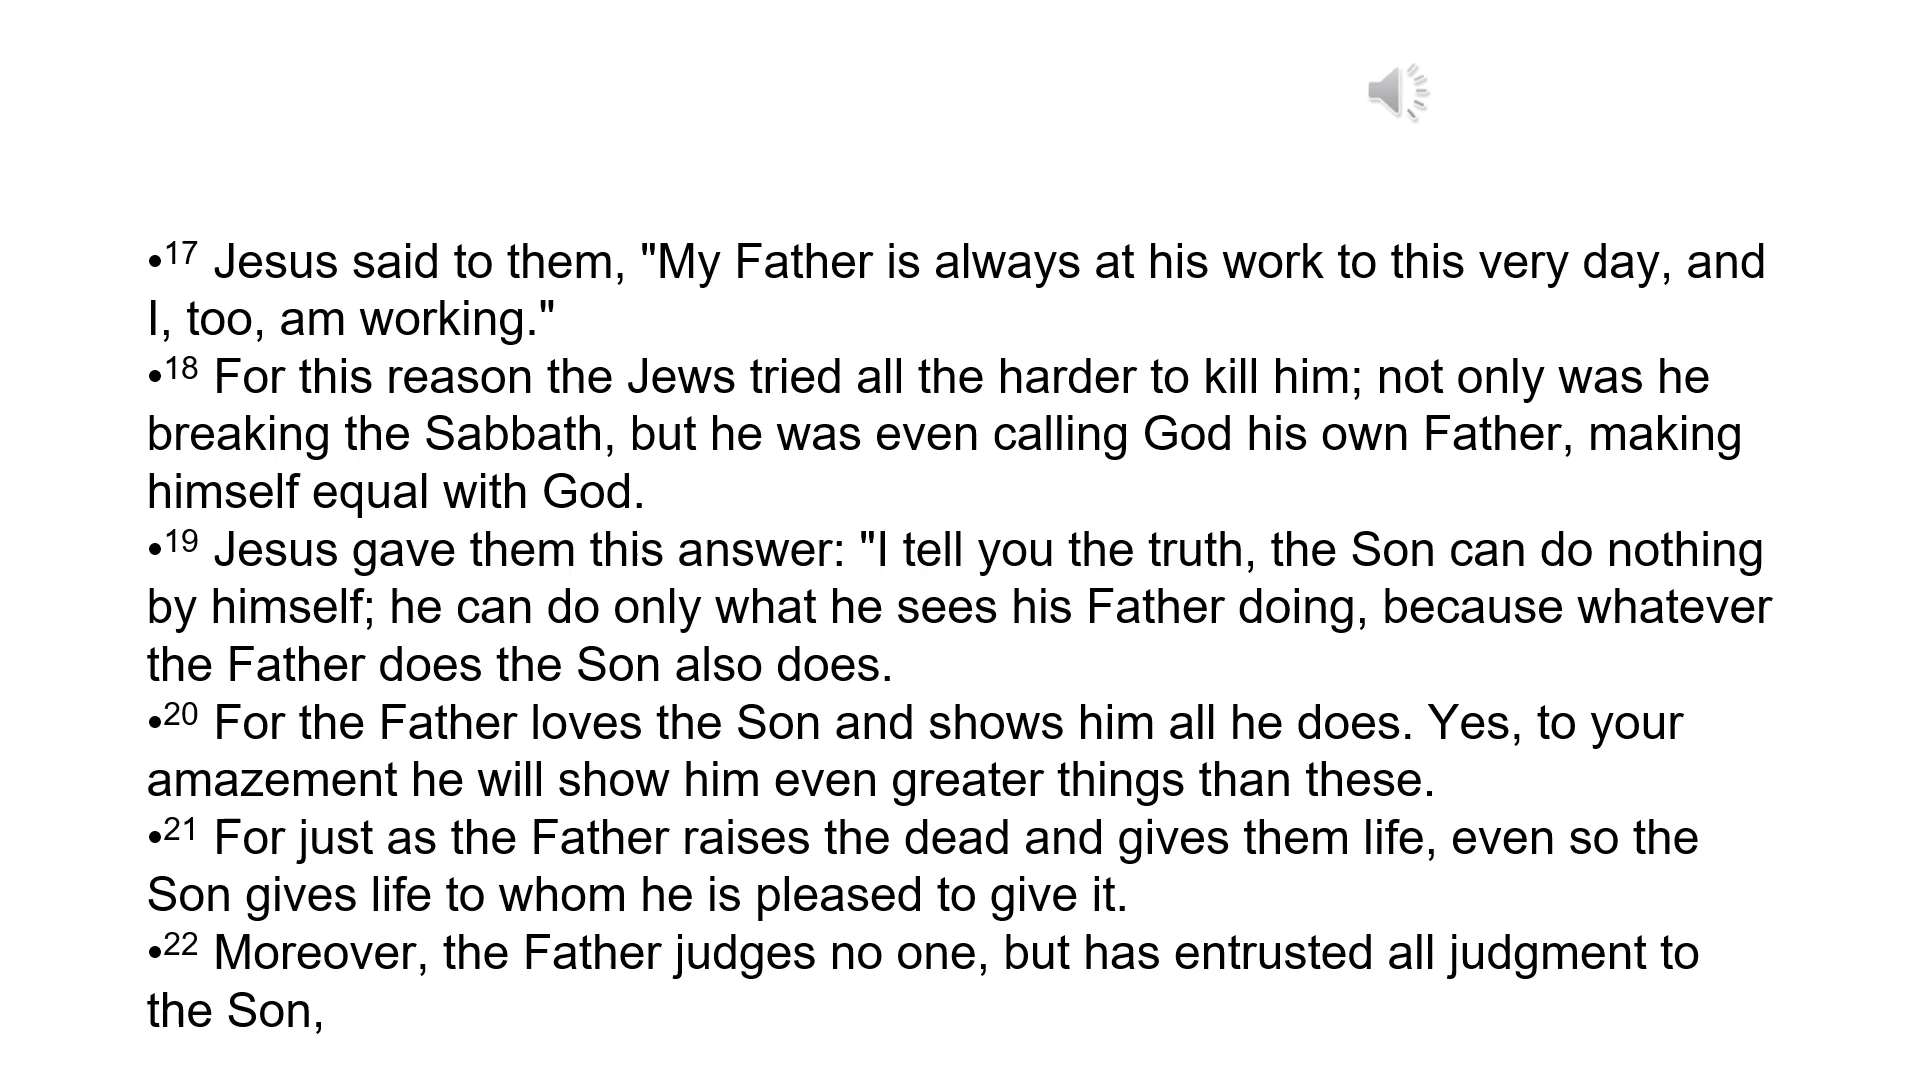 •17 Jesus said to them, "My Father is always at his work to this very day, and
I, too, am working."
•18 For this reason the Jews tried all the harder to kill him; not only was he
breaking the Sabbath, but he was even calling God his own Father, making
himself equal with God.
•19 Jesus gave them this answer: "I tell you the truth, the Son can do nothing
by himself; he can do only what he sees his Father doing, because whatever
the Father does the Son also does.
•20 For the Father loves the Son and shows him all he does. Yes, to your
amazement he will show him even greater things than these.
•21 For just as the Father raises the dead and gives them life, even so the
Son gives life to whom he is pleased to give it.
•22 Moreover, the Father judges no one, but has entrusted all judgment to
the Son,